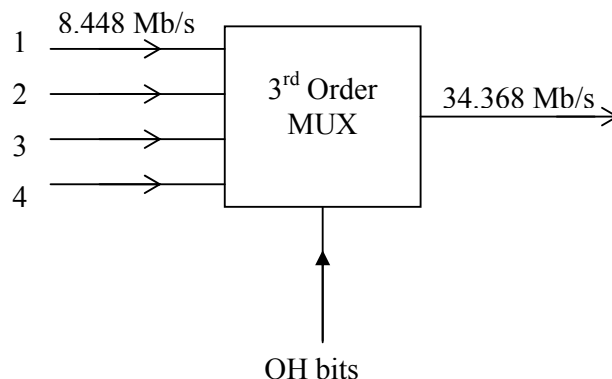 8.448 Mb/s
1
2
3
4
3rd Order
MUX
34.368 Mb/s
OH bits